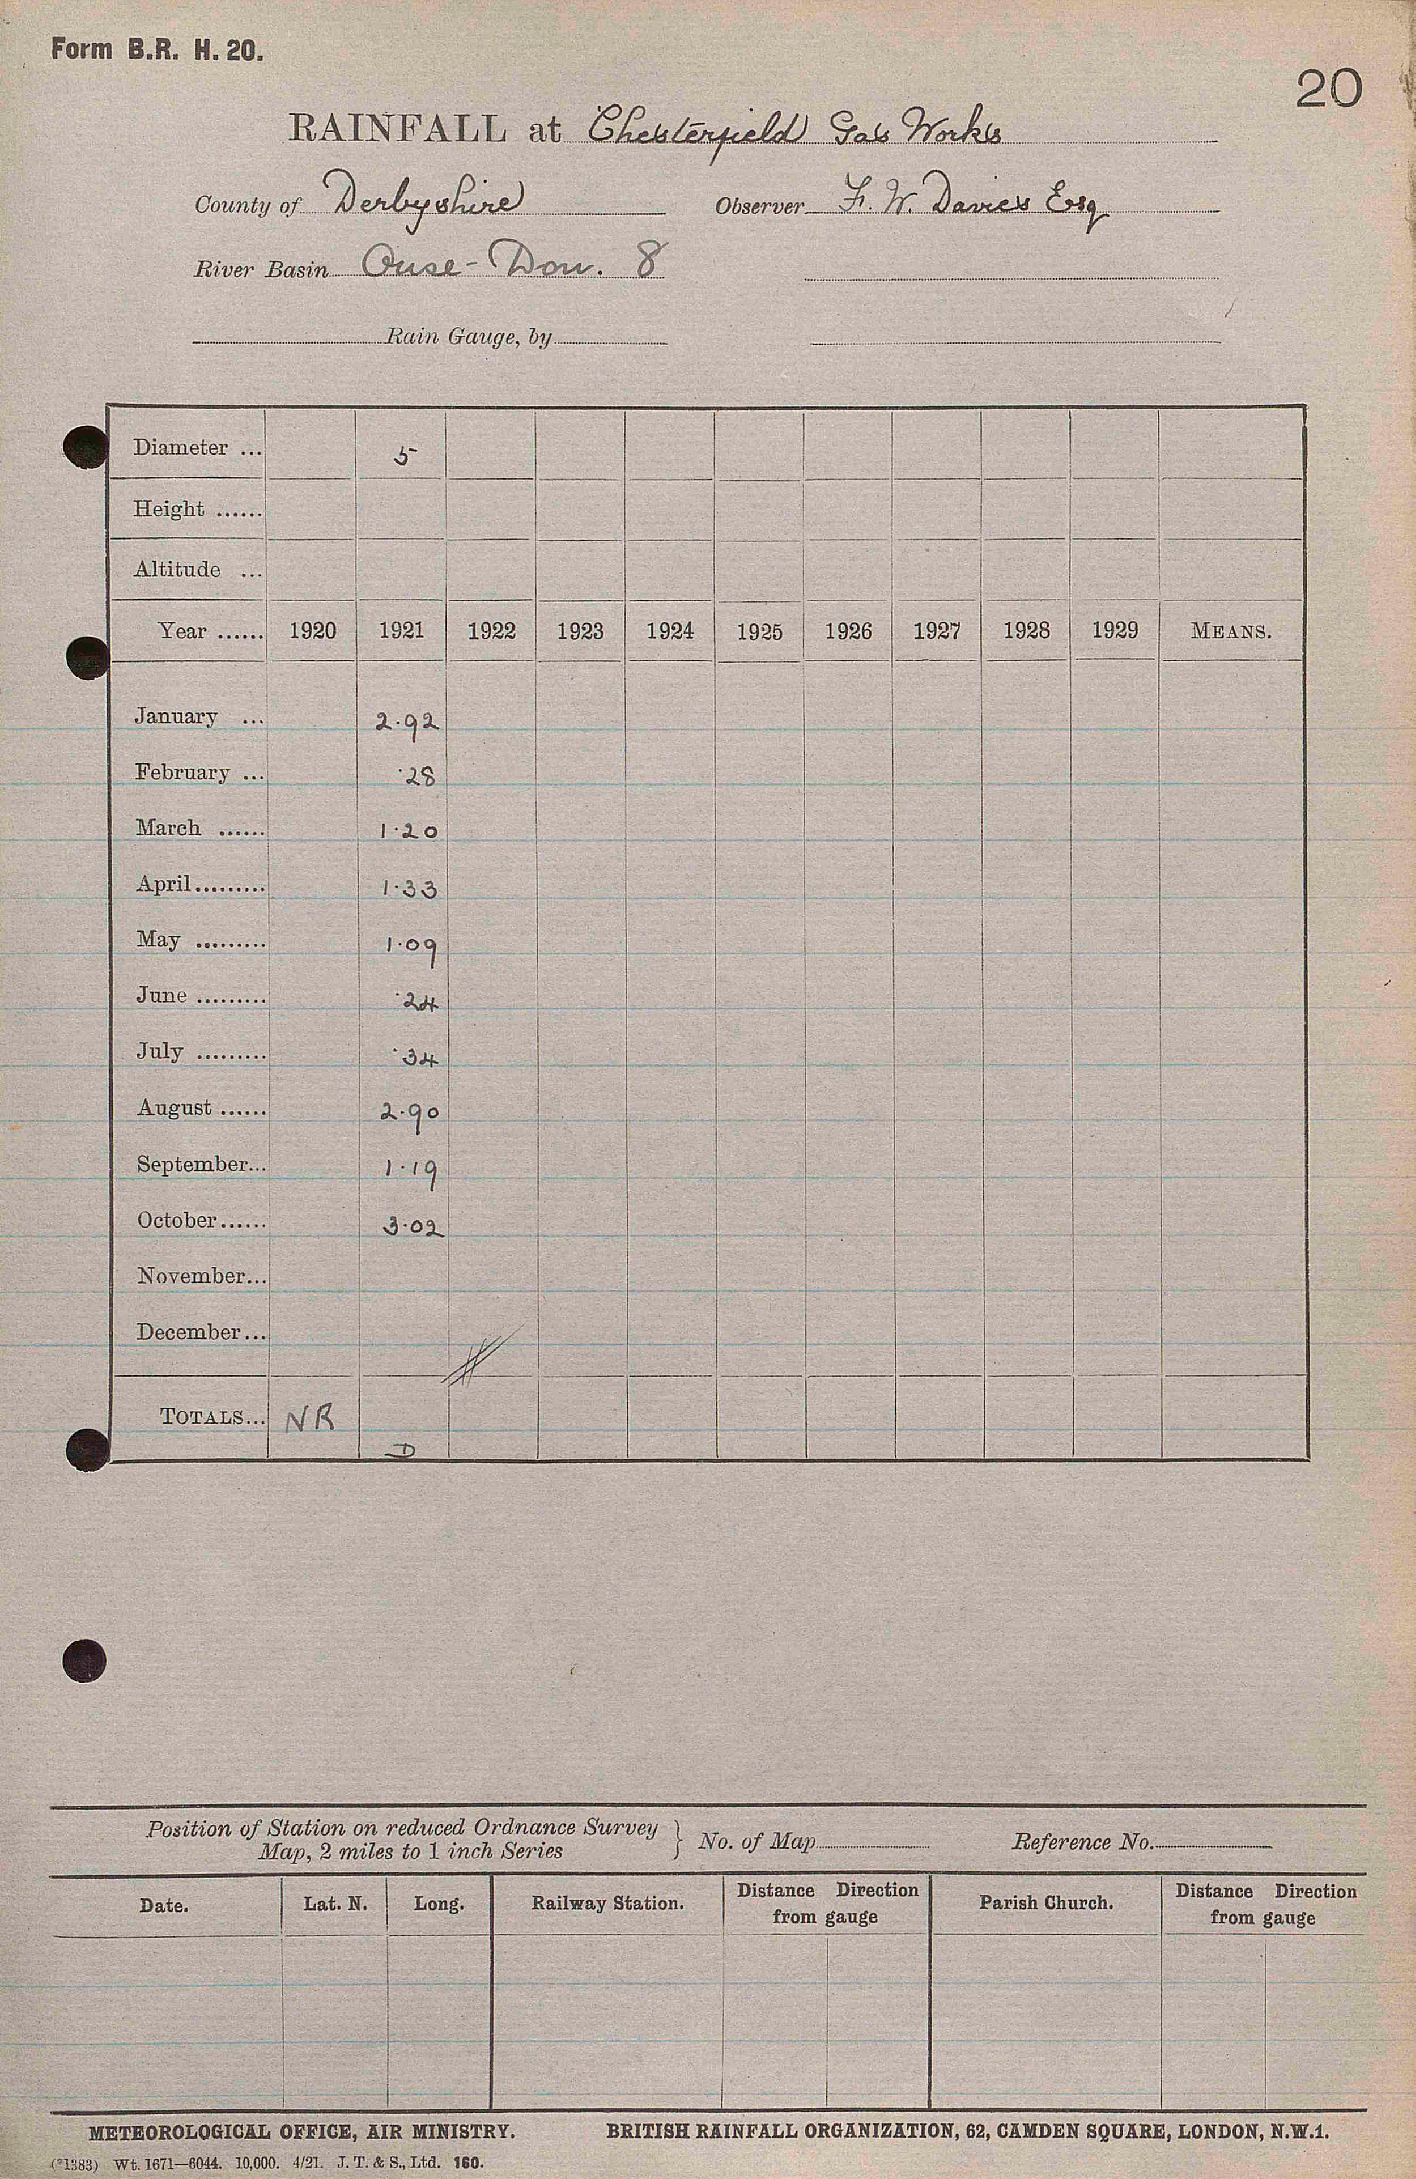 Form B.R. H. 20.
20
RAINFALL at Chesterfield Gas Works
County of Derbyshire Observer F. W. Davies Esq
River Basin Ouse - Don. 8
Rain Gauge, by
Diameter ... 5
Height ......
Altitude ...
Year ...... 1920 1921 1922 1923 1924 1925 1926 1927 1928 1929 MEANS.
January ... 2.92
February ... .28
March ...... 1.20
April......... 1.33
May ......... 1.09
June ......... .24
July ......... .34
August ...... 2.90
September... 1.19
October...... 3.02
November...
December...
TOTALS... NR
D
Position of Station on reduced Ordnance Survey
Map, 2 miles to 1 inch Series } No. of Map Reference No.
Date. Lat. N. Long. Railway Station. Distance Direction from gauge Parish Church. Distance Direction from gauge
METEOROLOGICAL OFFICE, AIR MINISTRY. BRITISH RAINFALL ORGANIZATION, 62, CAMDEN SQUARE, LONDON, N.W.1.
(*1383) Wt. 1671—6044. 10,000. 4/21. J. T. & S., Ltd. 160.